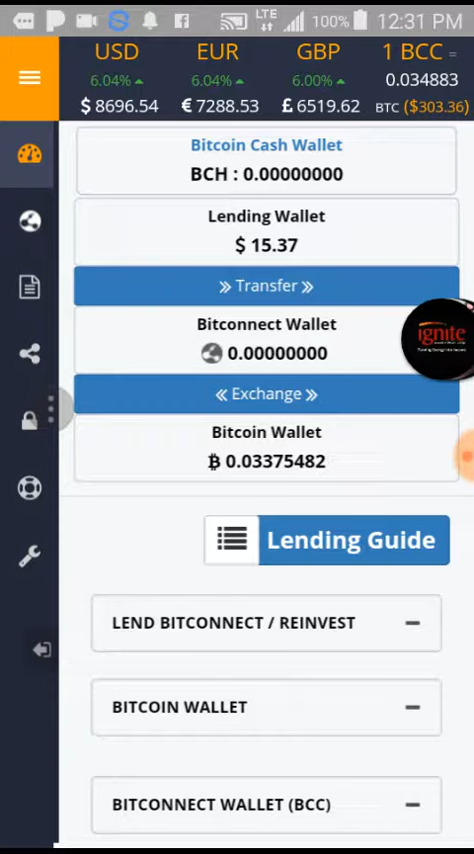 LTE 100% 12:31 PM
USD EUR GBP 1 BCC =
6.04% 6.04% 6.00% 0.034883
$ 8696.54 € 7288.53 £ 6519.62 BTC ($303.36)
Bitcoin Cash Wallet
BCH : 0.00000000
Lending Wallet
$ 15.37
» Transfer »
Bitconnect Wallet
0.00000000
ignite
« Exchange »
Bitcoin Wallet
₿ 0.03375482
Lending Guide
LEND BITCONNECT / REINVEST
BITCOIN WALLET
BITCONNECT WALLET (BCC)